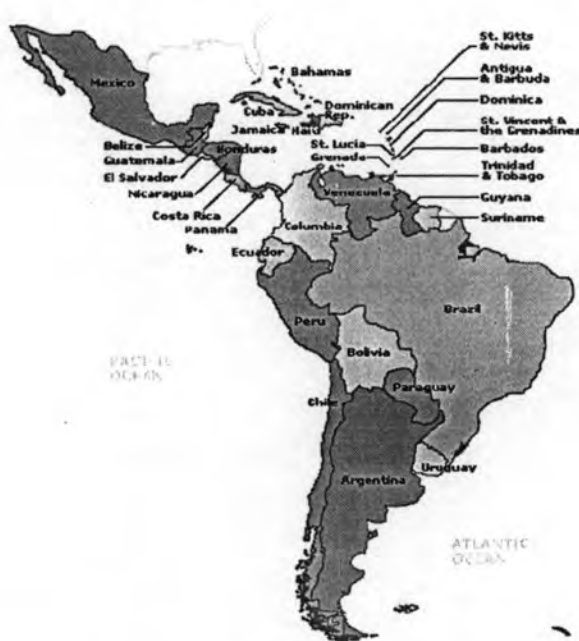 St. Kitts
& Nevis
Mexico
Bahamas
Antigua
& Barbuda
Cuba
Dominican
Rep.
Dominica
Jamaica
Haiti
St. Vincent &
the Grenadines
Belize
Honduras
St. Lucia
Barbados
Guatemala
Grenada
El Salvador
Trinidad
& Tobago
Nicaragua
Venezuela
Guyana
Costa Rica
Suriname
Panama
Columbia
Ecuador
Brazil
Peru
Bolivia
PACIFIC
OCEAN
Paraguay
Chile
Uruguay
Argentina
ATLANTIC
OCEAN